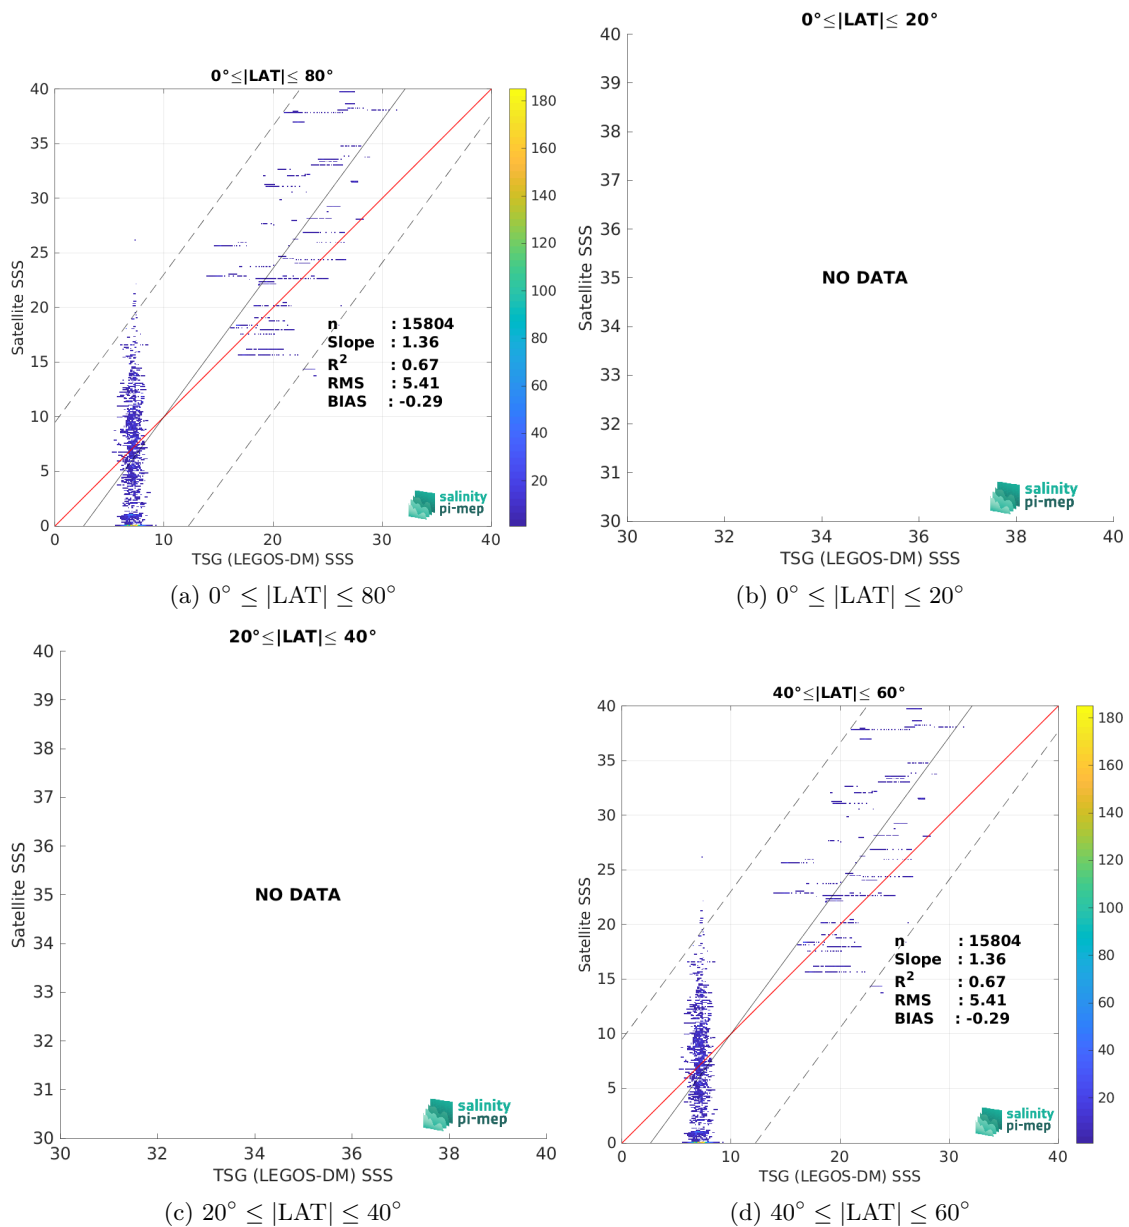 0°≤|LAT|≤ 80°
40
35
30
25
20
15
10
5
0
Satellite SSS
n : 15804
Slope : 1.36
R² : 0.67
RMS : 5.41
BIAS : -0.29
salinity
pi-mep
0 10 20 30 40
TSG (LEGOS-DM) SSS
180
160
140
120
100
80
60
40
20
(a) 0° ≤ |LAT| ≤ 80°
0°≤|LAT|≤ 20°
40
39
38
37
36
35
34
33
32
31
30
Satellite SSS
NO DATA
salinity
pi-mep
30 32 34 36 38 40
TSG (LEGOS-DM) SSS
(b) 0° ≤ |LAT| ≤ 20°
20°≤|LAT|≤ 40°
40
39
38
37
36
35
34
33
32
31
30
Satellite SSS
NO DATA
salinity
pi-mep
30 32 34 36 38 40
TSG (LEGOS-DM) SSS
(c) 20° ≤ |LAT| ≤ 40°
40°≤|LAT|≤ 60°
40
35
30
25
20
15
10
5
0
Satellite SSS
n : 15804
Slope : 1.36
R² : 0.67
RMS : 5.41
BIAS : -0.29
salinity
pi-mep
0 10 20 30 40
TSG (LEGOS-DM) SSS
180
160
140
120
100
80
60
40
20
(d) 40° ≤ |LAT| ≤ 60°